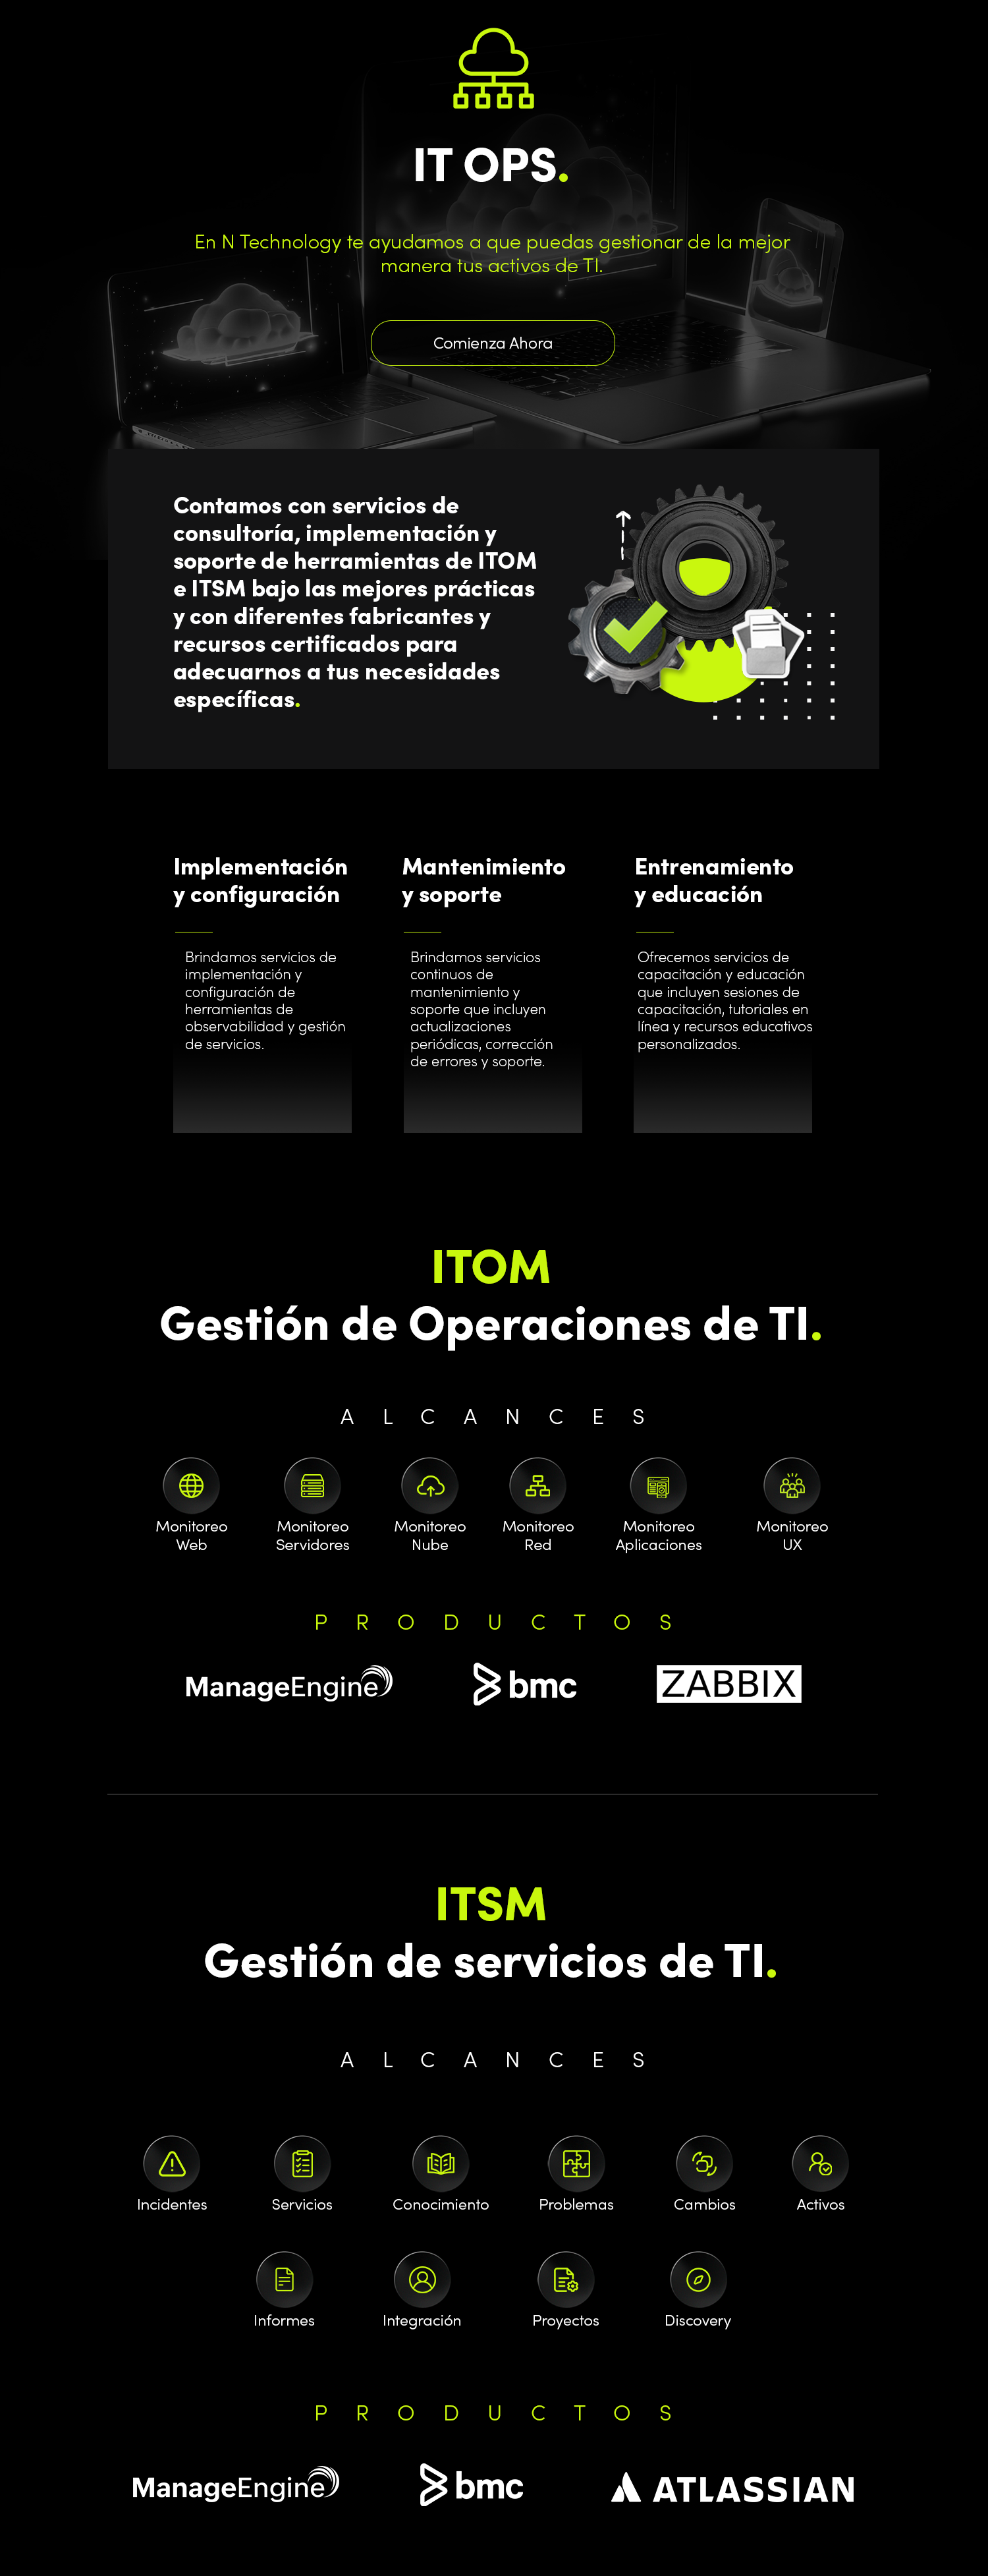 IT OPS.
En N Technology te ayudamos a que puedas gestionar de la mejor
manera tus activos de TI.
Comienza Ahora
Contamos con servicios de
consultoría, implementación y
soporte de herramientas de ITOM
e ITSM bajo las mejores prácticas
y con diferentes fabricantes y
recursos certificados para
adecuarnos a tus necesidades
específicas.
Implementación
y configuración
Brindamos servicios de
implementación y
configuración de
herramientas de
observabilidad y gestión
de servicios.
Mantenimiento
y soporte
Brindamos servicios
continuos de
mantenimiento y
soporte que incluyen
actualizaciones
periódicas, corrección
de errores y soporte.
Entrenamiento
y educación
Ofrecemos servicios de
capacitación y educación
que incluyen sesiones de
capacitación, tutoriales en
línea y recursos educativos
personalizados.
ITOM
Gestión de Operaciones de TI.
ALCANCES
Monitoreo
Web
Monitoreo
Servidores
Monitoreo
Nube
Monitoreo
Red
Monitoreo
Aplicaciones
Monitoreo
UX
PRODUCTOS
ManageEngine
bmc
ZABBIX
ITSM
Gestión de servicios de TI.
ALCANCES
Incidentes
Servicios
Conocimiento
Problemas
Cambios
Activos
Informes
Integración
Proyectos
Discovery
PRODUCTOS
ManageEngine
bmc
ATLASSIAN